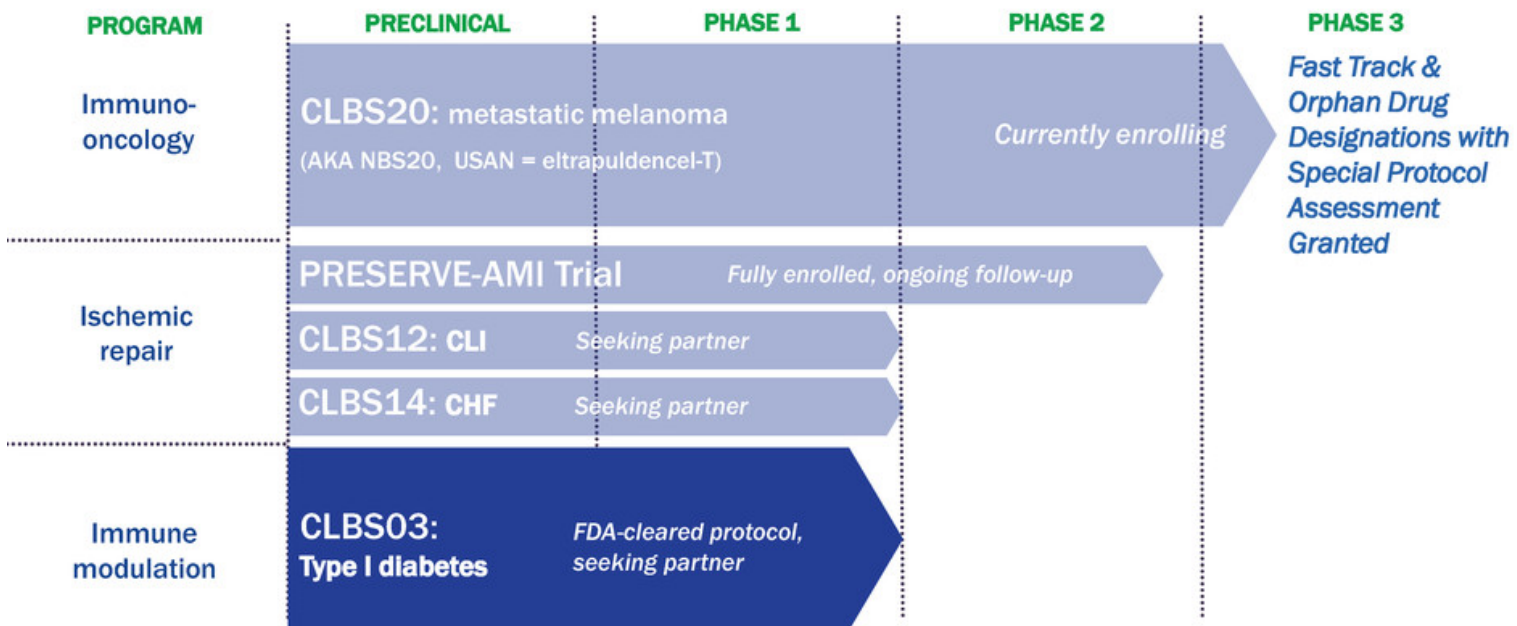 PROGRAM PRECLINICAL PHASE 1 PHASE 2 PHASE 3
Immuno-
oncology
CLBS20: metastatic melanoma
(AKA NBS20, USAN = eltrapuldencel-T)
Currently enrolling
Fast Track &
Orphan Drug
Designations with
Special Protocol
Assessment
Granted
Ischemic
repair
PRESERVE-AMI Trial Fully enrolled, ongoing follow-up
CLBS12: CLI Seeking partner
CLBS14: CHF Seeking partner
Immune
modulation
CLBS03:
Type I diabetes
FDA-cleared protocol,
seeking partner